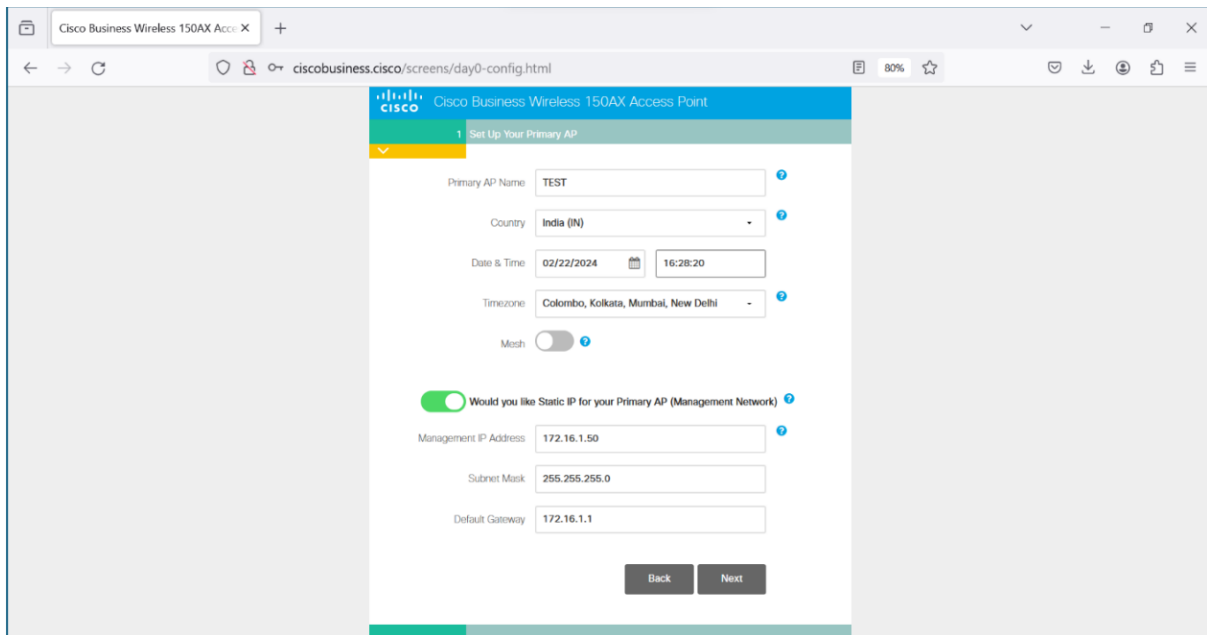 Cisco Business Wireless 150AX Acce
ciscobusiness.cisco/screens/day0-config.html
80%
CISCO
Cisco Business Wireless 150AX Access Point
1 Set Up Your Primary AP
Primary AP Name TEST ?
Country India (IN) ?
Date & Time 02/22/2024 16:28:20
Timezone Colombo, Kolkata, Mumbai, New Delhi ?
Mesh ?
Would you like Static IP for your Primary AP (Management Network) ?
Management IP Address 172.16.1.50 ?
Subnet Mask 255.255.255.0
Default Gateway 172.16.1.1
Back Next